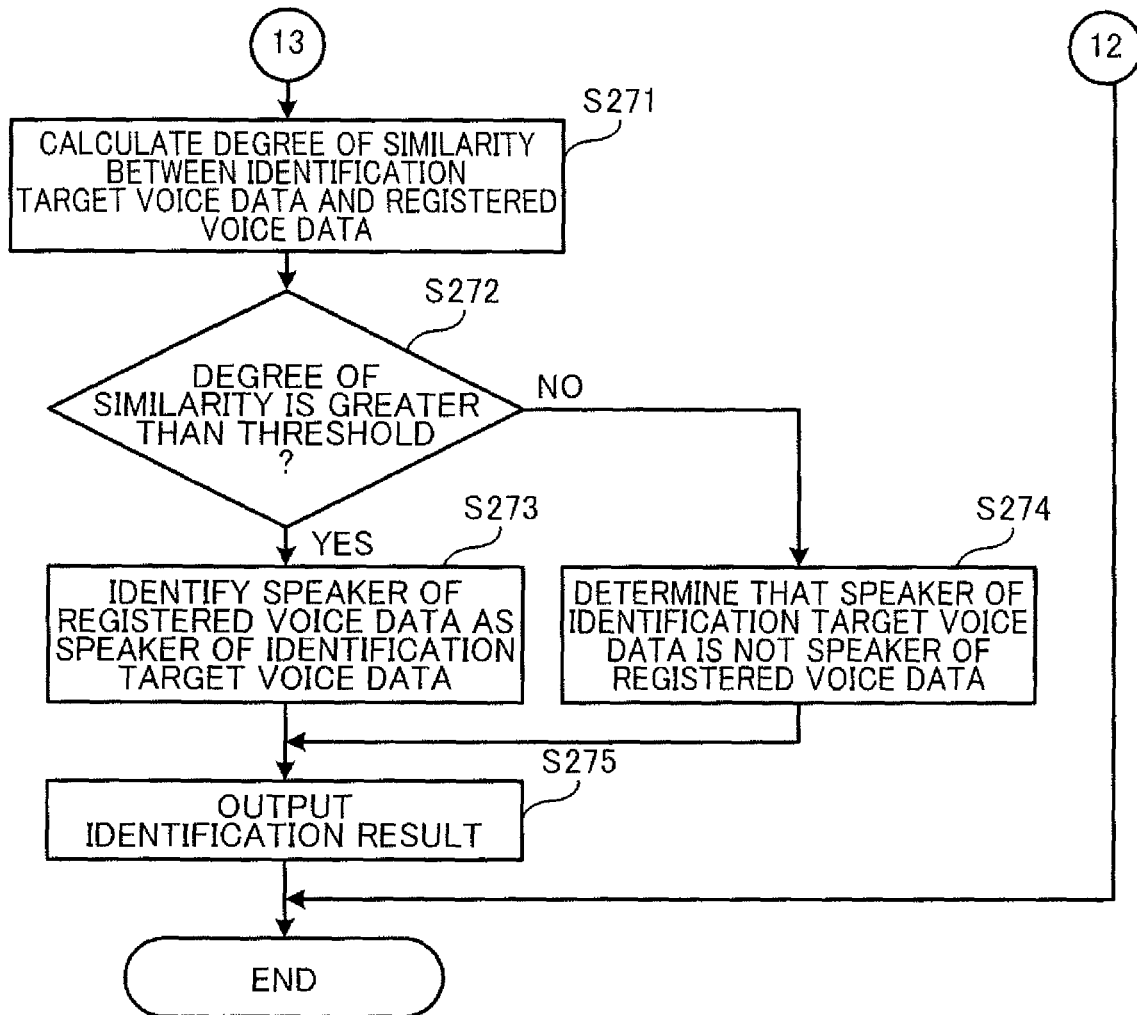 13
12
S271
CALCULATE DEGREE OF SIMILARITY
BETWEEN IDENTIFICATION
TARGET VOICE DATA AND REGISTERED
VOICE DATA
S272
DEGREE OF
SIMILARITY IS GREATER
THAN THRESHOLD
?
NO
YES
S273
IDENTIFY SPEAKER OF
REGISTERED VOICE DATA AS
SPEAKER OF IDENTIFICATION
TARGET VOICE DATA
S274
DETERMINE THAT SPEAKER OF
IDENTIFICATION TARGET VOICE
DATA IS NOT SPEAKER OF
REGISTERED VOICE DATA
S275
OUTPUT
IDENTIFICATION RESULT
END